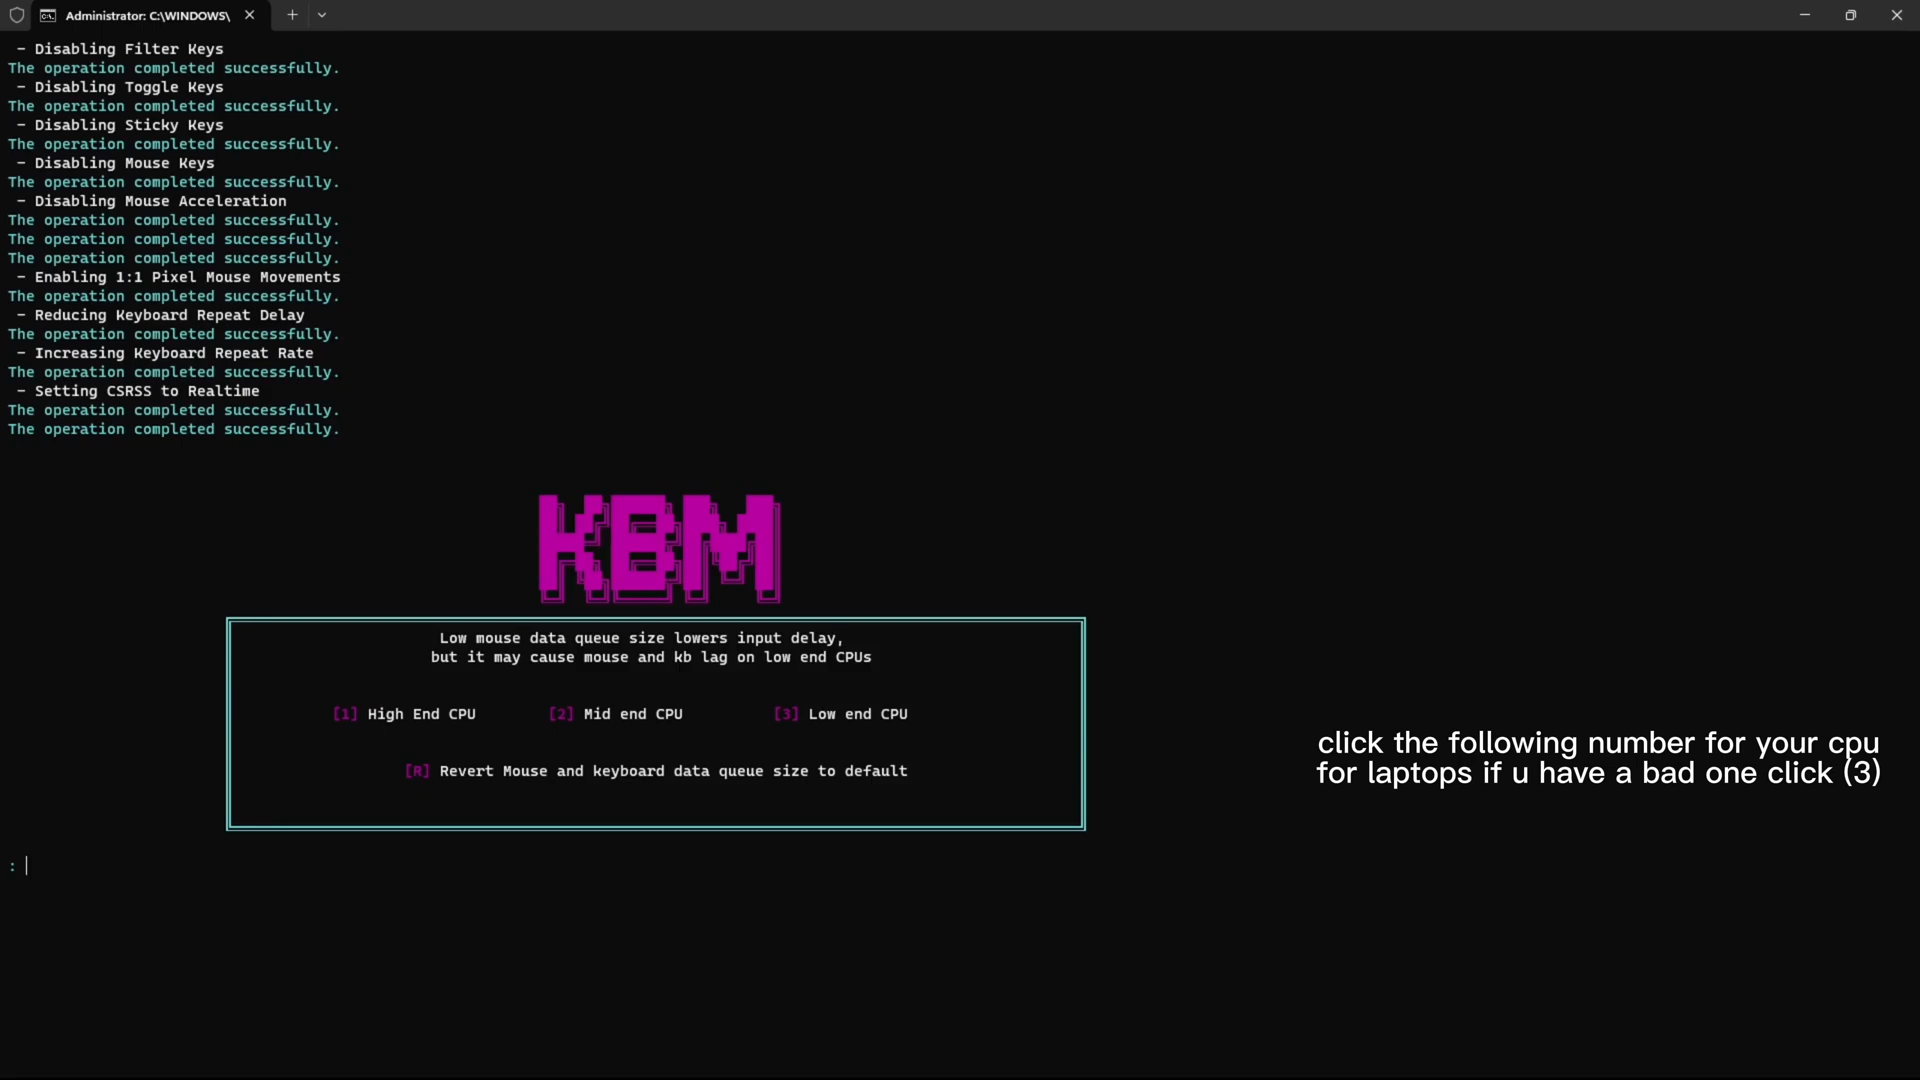 Administrator: C:\WINDOWS\
- Disabling Filter Keys
The operation completed successfully.
- Disabling Toggle Keys
The operation completed successfully.
- Disabling Sticky Keys
The operation completed successfully.
- Disabling Mouse Keys
The operation completed successfully.
- Disabling Mouse Acceleration
The operation completed successfully.
The operation completed successfully.
The operation completed successfully.
- Enabling 1:1 Pixel Mouse Movements
The operation completed successfully.
- Reducing Keyboard Repeat Delay
The operation completed successfully.
- Increasing Keyboard Repeat Rate
The operation completed successfully.
- Setting CSRSS to Realtime
The operation completed successfully.
The operation completed successfully.
KBM
Low mouse data queue size lowers input delay,
but it may cause mouse and kb lag on low end CPUs
[1] High End CPU [2] Mid end CPU [3] Low end CPU
[R] Revert Mouse and keyboard data queue size to default
:
click the following number for your cpu
for laptops if u have a bad one click (3)